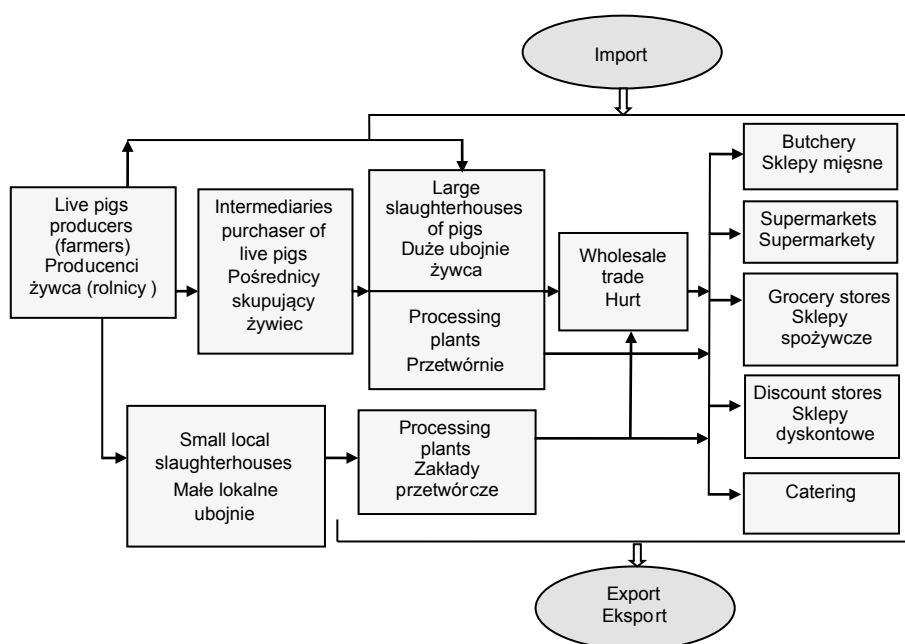 Import
Live pigs
producers
(farmers)
Producenci
żywca (rolnicy )
Intermediaries
purchaser of
live pigs
Pośrednicy
skupujący
żywiec
Large
slaughterhouses
of pigs
Duże ubojnie
żywca
Processing
plants
Przetwórnie
Wholesale
trade
Hurt
Butchery
Sklepy mięsne
Supermarkets
Supermarkety
Grocery stores
Sklepy
spożywcze
Discount stores
Sklepy
dyskontowe
Catering
Small local
slaughterhouses
Małe lokalne
ubojnie
Processing
plants
Zakłady
przetwórcze
Export
Eksport